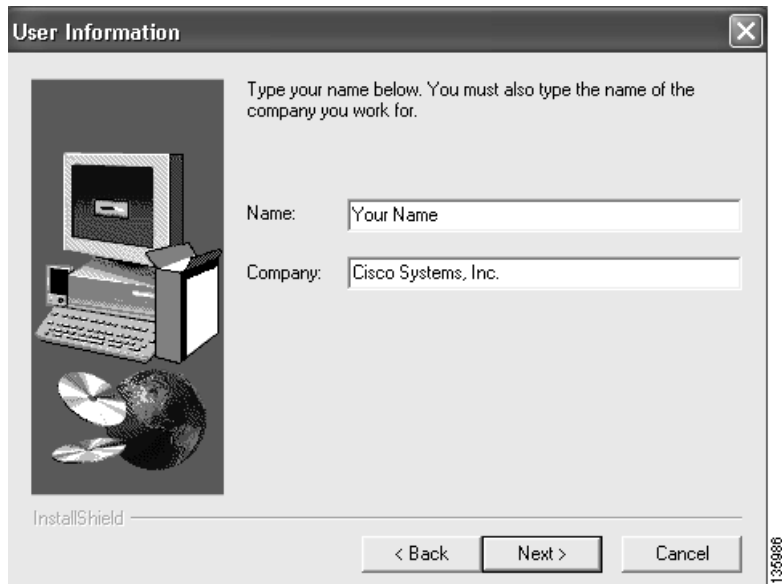 User Information
Type your name below. You must also type the name of the
company you work for.
Name: Your Name
Company: Cisco Systems, Inc.
InstallShield
< Back Next > Cancel
135986